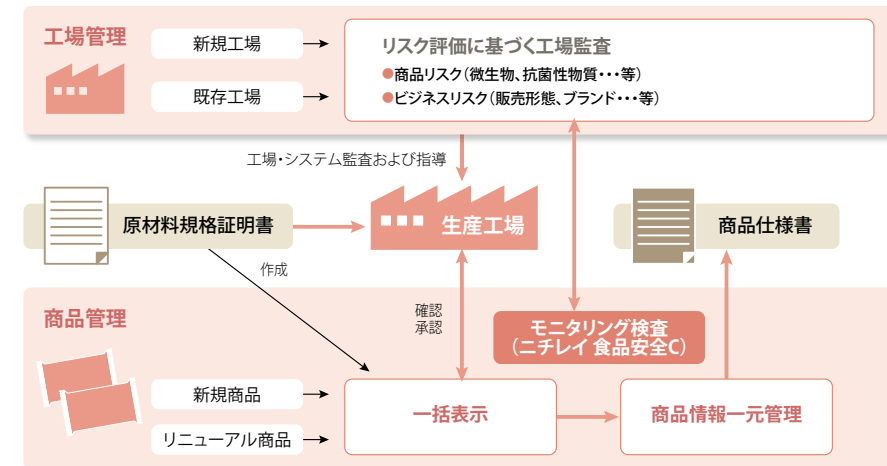 工場管理
新規工場
既存工場
リスク評価に基づく工場監査
●商品リスク（微生物、抗菌性物質・・・等）
●ビジネスリスク（販売形態、ブランド・・・等）
工場・システム監査および指導
原材料規格証明書
生産工場
商品仕様書
作成
確認
承認
商品管理
モニタリング検査
（ニチレイ 食品安全C）
新規商品
リニューアル商品
一括表示
商品情報一元管理